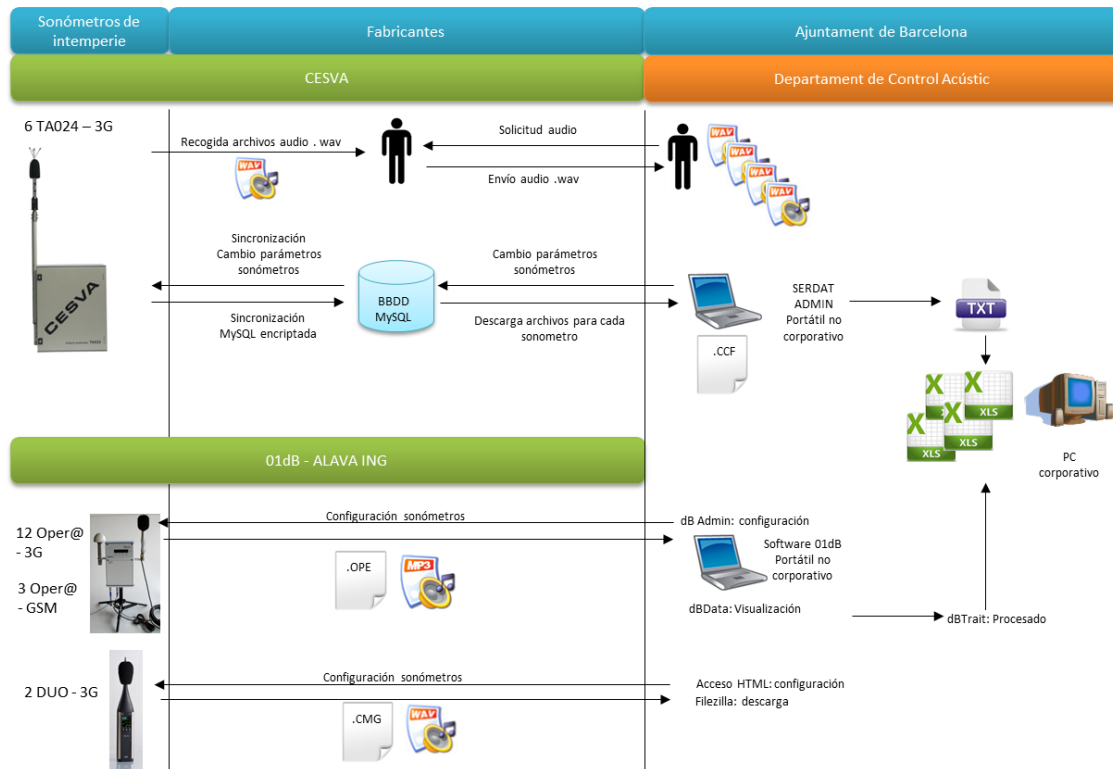 Sonómetros de
intemperie
Fabricantes
Ajuntament de Barcelona
CESVA
Departament de Control Acústic
6 TA024 – 3G
Recogida archivos audio . wav
WAV
Solicitud audio
Envío audio .wav
WAV
WAV
WAV
WAV
CESVA
Sincronización
Cambio parámetros
sonómetros
Sincronización
MySQL encriptada
BBDD
MySQL
Cambio parámetros
sonómetros
Descarga archivos para cada
sonometro
.CCF
SERDAT
ADMIN
Portátil no
corporativo
TXT
X
XLS
X
XLS
X
XLS
X
XLS
PC
corporativo
01dB - ALAVA ING
12 Oper@
- 3G
3 Oper@
- GSM
Configuración sonómetros
.OPE
MP3
dB Admin: configuración
Software 01dB
Portátil no
corporativo
dBData: Visualización
dBTrait: Procesado
2 DUO - 3G
Configuración sonómetros
.CMG
WAV
Acceso HTML: configuración
Filezilla: descarga